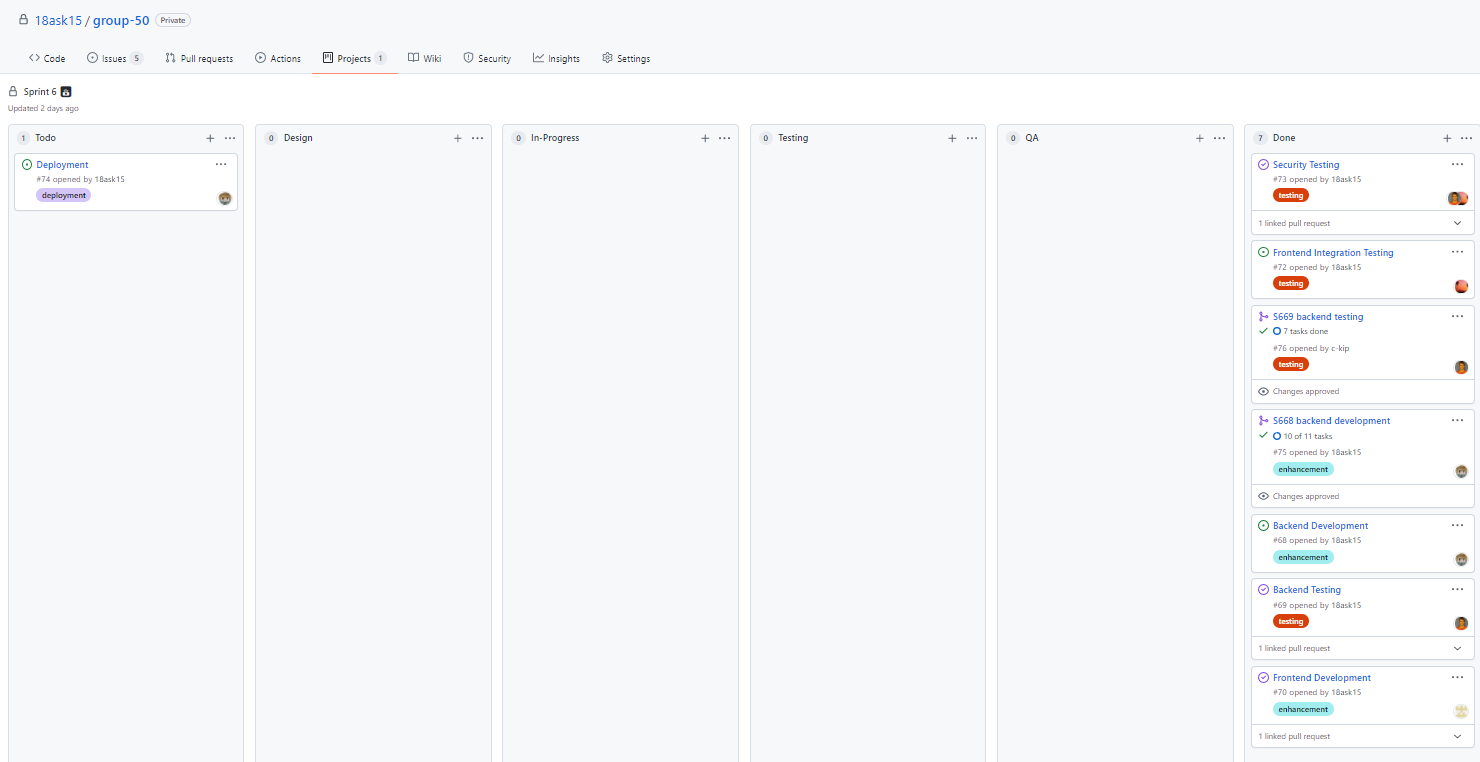 18ask15 / group-50 Private
Code Issues 5 Pull requests Actions Projects 1 Wiki Security Insights Settings
Sprint 6
Updated 2 days ago
1 Todo
Deployment
#74 opened by 18ask15
deployment
0 Design
0 In-Progress
0 Testing
0 QA
7 Done
Security Testing
#73 opened by 18ask15
testing
1 linked pull request
Frontend Integration Testing
#72 opened by 18ask15
testing
S669 backend testing
7 tasks done
#76 opened by c-kip
testing
Changes approved
S668 backend development
10 of 11 tasks
#75 opened by 18ask15
enhancement
Changes approved
Backend Development
#68 opened by 18ask15
enhancement
Backend Testing
#69 opened by 18ask15
testing
1 linked pull request
Frontend Development
#70 opened by 18ask15
enhancement
1 linked pull request